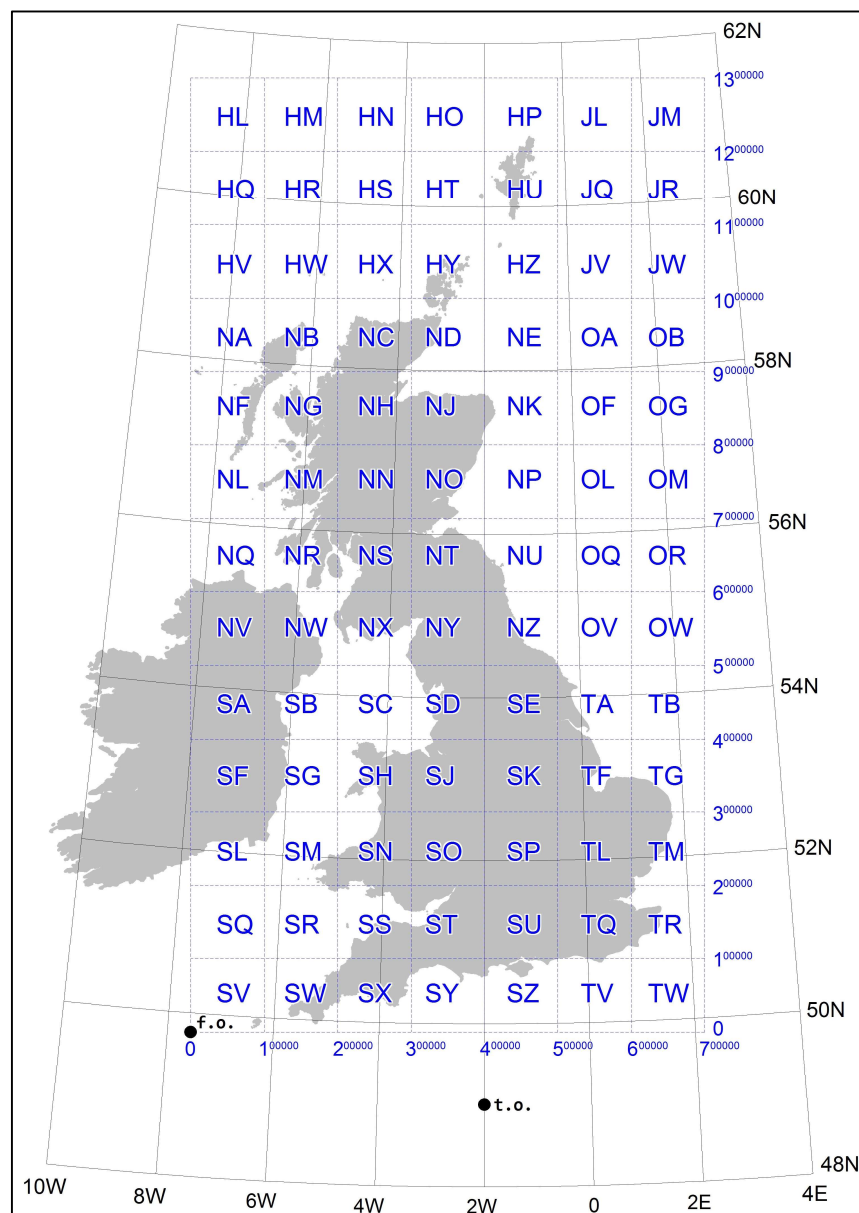 62N
13⁰⁰⁰⁰⁰
HL HM HN HO HP JL JM
12⁰⁰⁰⁰⁰
HQ HR HS HT HU JQ JR
60N
11⁰⁰⁰⁰⁰
HV HW HX HY HZ JV JW
10⁰⁰⁰⁰⁰
NA NB NC ND NE OA OB
58N
9⁰⁰⁰⁰⁰
NF NG NH NJ NK OF OG
8⁰⁰⁰⁰⁰
NL NM NN NO NP OL OM
56N
7⁰⁰⁰⁰⁰
NQ NR NS NT NU OQ OR
6⁰⁰⁰⁰⁰
NV NW NX NY NZ OV OW
5⁰⁰⁰⁰⁰
54N
SA SB SC SD SE TA TB
4⁰⁰⁰⁰⁰
SF SG SH SJ SK TF TG
3⁰⁰⁰⁰⁰
52N
SL SM SN SO SP TL TM
2⁰⁰⁰⁰⁰
SQ SR SS ST SU TQ TR
1⁰⁰⁰⁰⁰
SV SW SX SY SZ TV TW
50N
f.o.
0
0 1⁰⁰⁰⁰⁰ 2⁰⁰⁰⁰⁰ 3⁰⁰⁰⁰⁰ 4⁰⁰⁰⁰⁰ 5⁰⁰⁰⁰⁰ 6⁰⁰⁰⁰⁰ 7⁰⁰⁰⁰⁰
t.o.
48N
10W 8W 6W 4W 2W 0 2E 4E